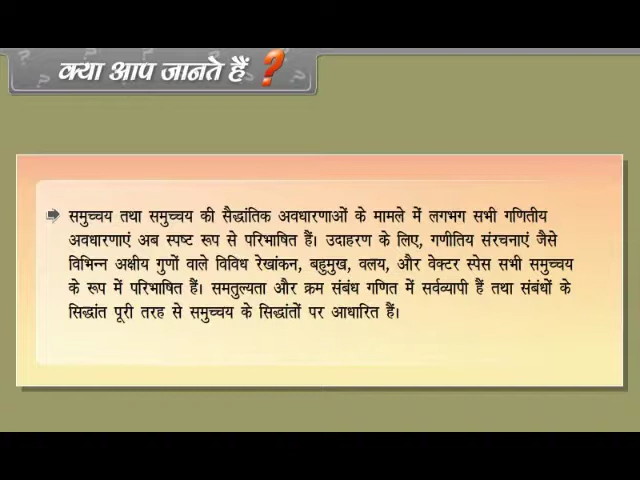 क्या आप जानते हैं ?
समुच्चय तथा समुच्चय की सैद्धांतिक अवधारणाओं के मामले में लगभग सभी गणितीय
अवधारणाएं अब स्पष्ट रूप से परिभाषित हैं। उदाहरण के लिए, गणीतिय संरचनाएं जैसे
विभिन्न अक्षीय गुणों वाले विविध रेखांकन, बहुमुख, वलय, और वेक्टर स्पेस सभी समुच्चय
के रूप में परिभाषित हैं। समतुल्यता और क्रम संबंध गणित में सर्वव्यापी हैं तथा संबंधों के
सिद्धांत पूरी तरह से समुच्चय के सिद्धांतों पर आधारित हैं।